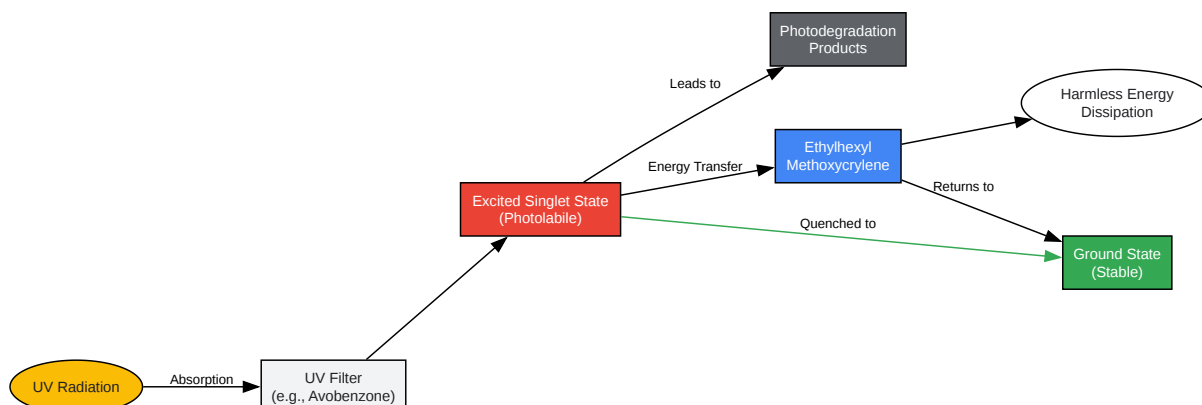 Photodegradation
Products
Leads to
Harmless Energy
Dissipation
Ethylhexyl
Methoxycrylene
Energy Transfer
Excited Singlet State
(Photolabile)
Returns to
Quenched to
Ground State
(Stable)
UV Radiation
Absorption
UV Filter
(e.g., Avobenzone)